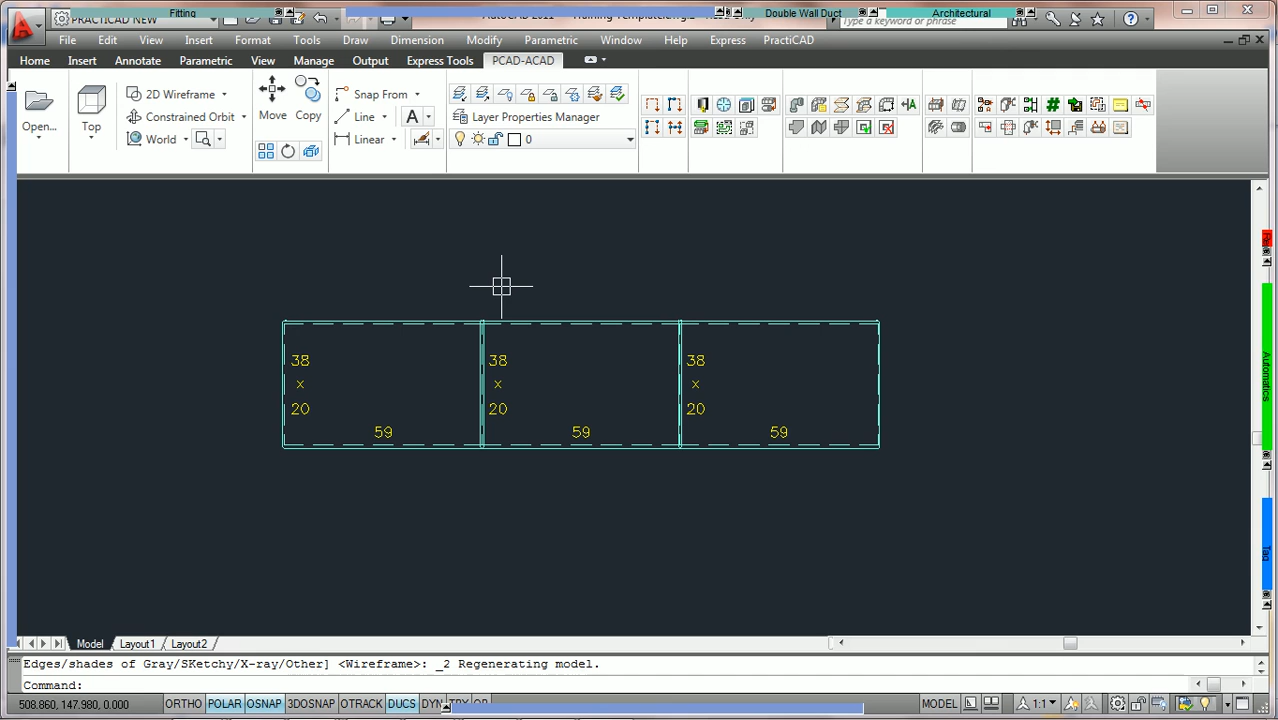 PRACTICAD NEW
Fitting
Double Wall Duct
Architectural
Type a keyword or phrase
File Edit View Insert Format Tools Draw Dimension Modify Parametric Window Help Express PractiCAD
Home Insert Annotate Parametric View Manage Output Express Tools PCAD-ACAD
Open...
Top
2D Wireframe
Constrained Orbit
World
Move
Copy
Snap From
Line
A
Linear
Layer Properties Manager
0
38
x
20
59
38
x
20
59
38
x
20
59
Automatics
Tag
Model Layout1 Layout2
Edges/shades of Gray/SKetchy/X-ray/Other] <Wireframe>: _2 Regenerating model.
Command:
508.860, 147.980, 0.000
ORTHO POLAR OSNAP 3DOSNAP OTRACK DUCS DYN
MODEL
1:1